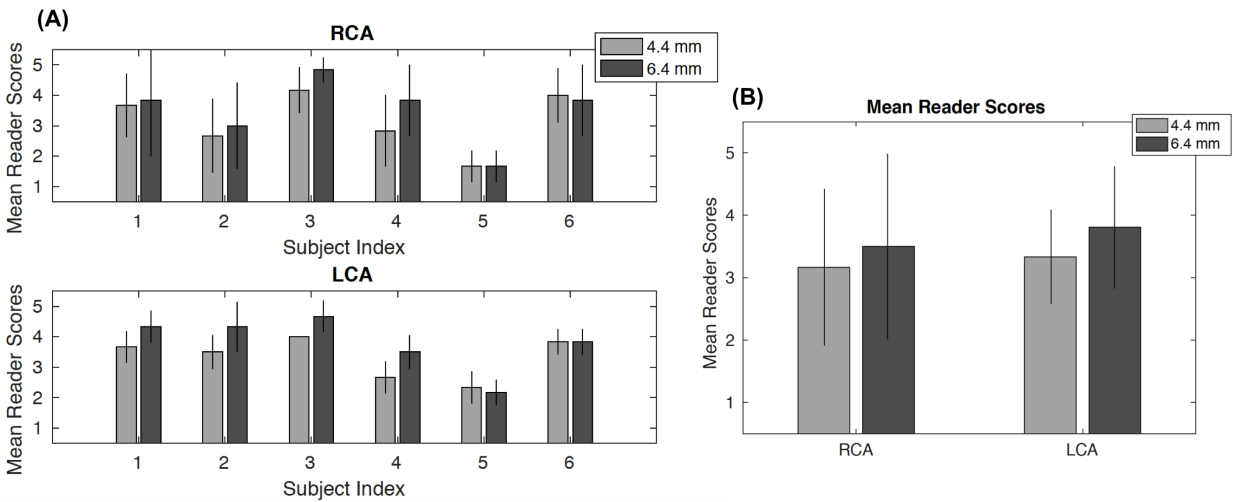 (A)
RCA
4.4 mm
6.4 mm
Mean Reader Scores
5
4
3
2
1
1 2 3 4 5 6
Subject Index
LCA
Mean Reader Scores
5
4
3
2
1
1 2 3 4 5 6
Subject Index
(B)
Mean Reader Scores
4.4 mm
6.4 mm
Mean Reader Scores
5
4
3
2
1
RCA LCA